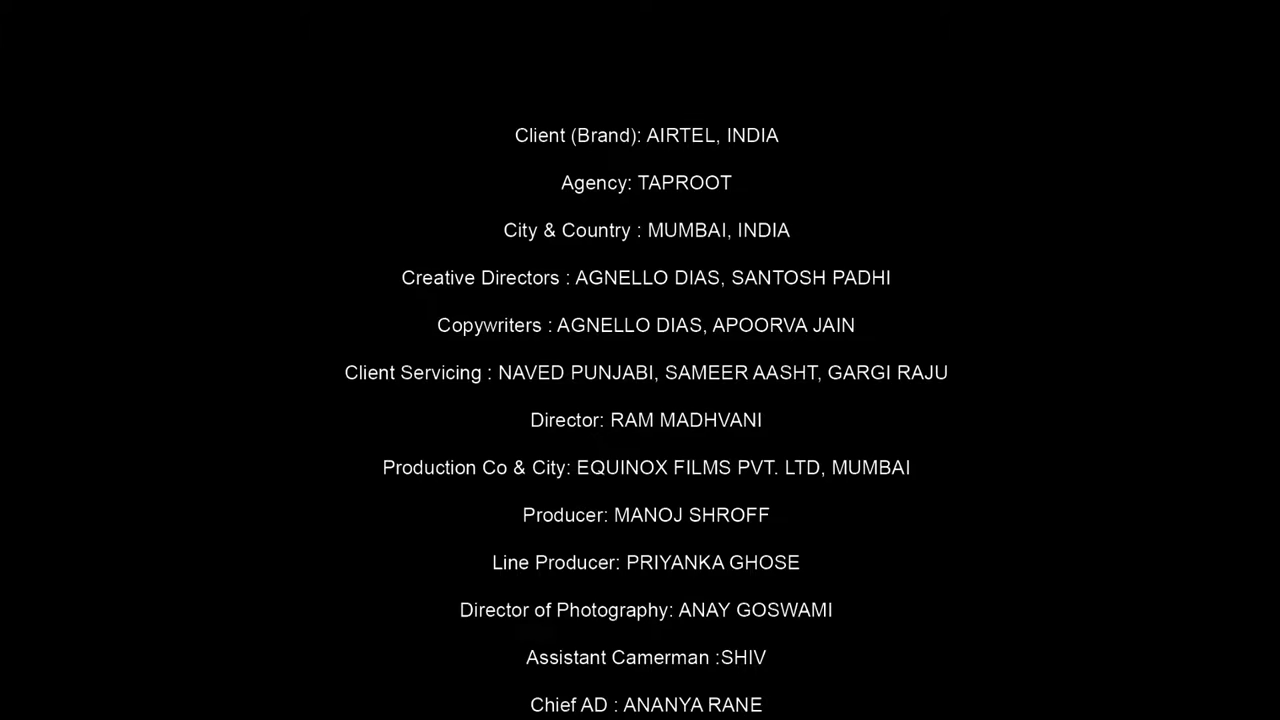 Client (Brand): AIRTEL, INDIA
Agency: TAPROOT
City & Country : MUMBAI, INDIA
Creative Directors : AGNELLO DIAS, SANTOSH PADHI
Copywriters : AGNELLO DIAS, APOORVA JAIN
Client Servicing : NAVED PUNJABI, SAMEER AASHT, GARGI RAJU
Director: RAM MADHVANI
Production Co & City: EQUINOX FILMS PVT. LTD, MUMBAI
Producer: MANOJ SHROFF
Line Producer: PRIYANKA GHOSE
Director of Photography: ANAY GOSWAMI
Assistant Camerman :SHIV
Chief AD : ANANYA RANE